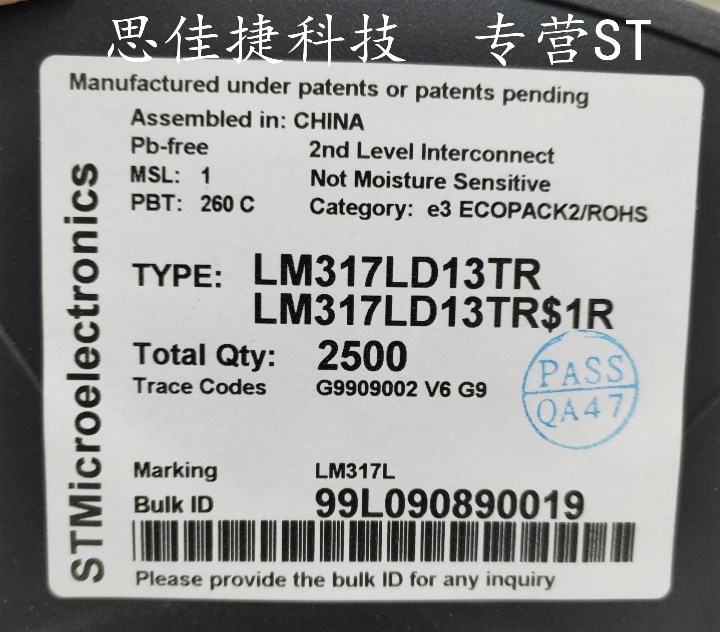 思佳捷科技 专营ST
Manufactured under patents or patents pending
Assembled in: CHINA
Pb-free 2nd Level Interconnect
MSL: 1 Not Moisture Sensitive
PBT: 260 C Category: e3 ECOPACK2/ROHS
STMicroelectronics
TYPE: LM317LD13TR
LM317LD13TR$1R
Total Qty: 2500
Trace Codes G9909002 V6 G9
PASS
QA47
Marking LM317L
Bulk ID 99L090890019
Please provide the bulk ID for any inquiry